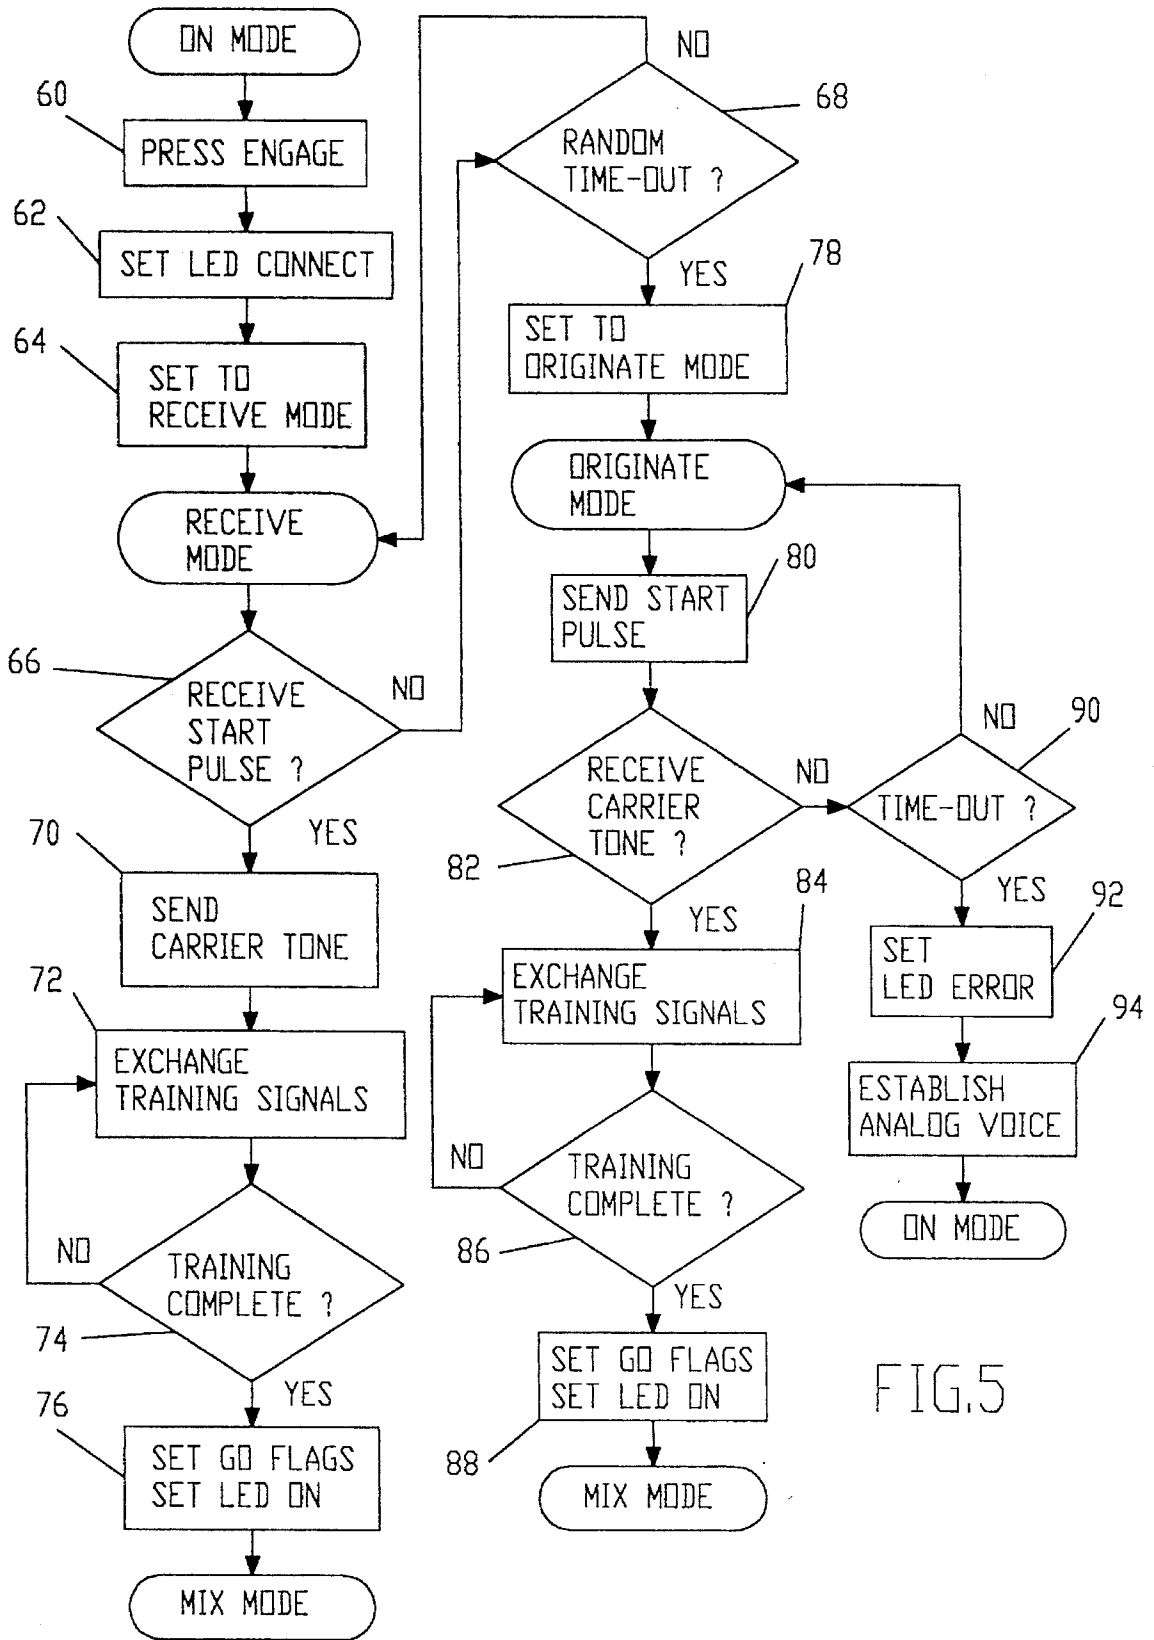 ON MODE
60
PRESS ENGAGE
62
SET LED CONNECT
64
SET TO
RECEIVE MODE
RECEIVE
MODE
66
RECEIVE
START
PULSE ?
NO
YES
70
SEND
CARRIER TONE
72
EXCHANGE
TRAINING SIGNALS
NO
TRAINING
COMPLETE ?
74
YES
76
SET GO FLAGS
SET LED ON
MIX MODE
NO
68
RANDOM
TIME-OUT ?
YES
78
SET TO
ORIGINATE MODE
ORIGINATE
MODE
80
SEND START
PULSE
RECEIVE
CARRIER
TONE ?
NO
82
YES
84
EXCHANGE
TRAINING SIGNALS
NO
TRAINING
COMPLETE ?
86
YES
SET GO FLAGS
SET LED ON
88
MIX MODE
NO
90
TIME-OUT ?
YES
92
SET
LED ERROR
94
ESTABLISH
ANALOG VOICE
ON MODE
FIG.5